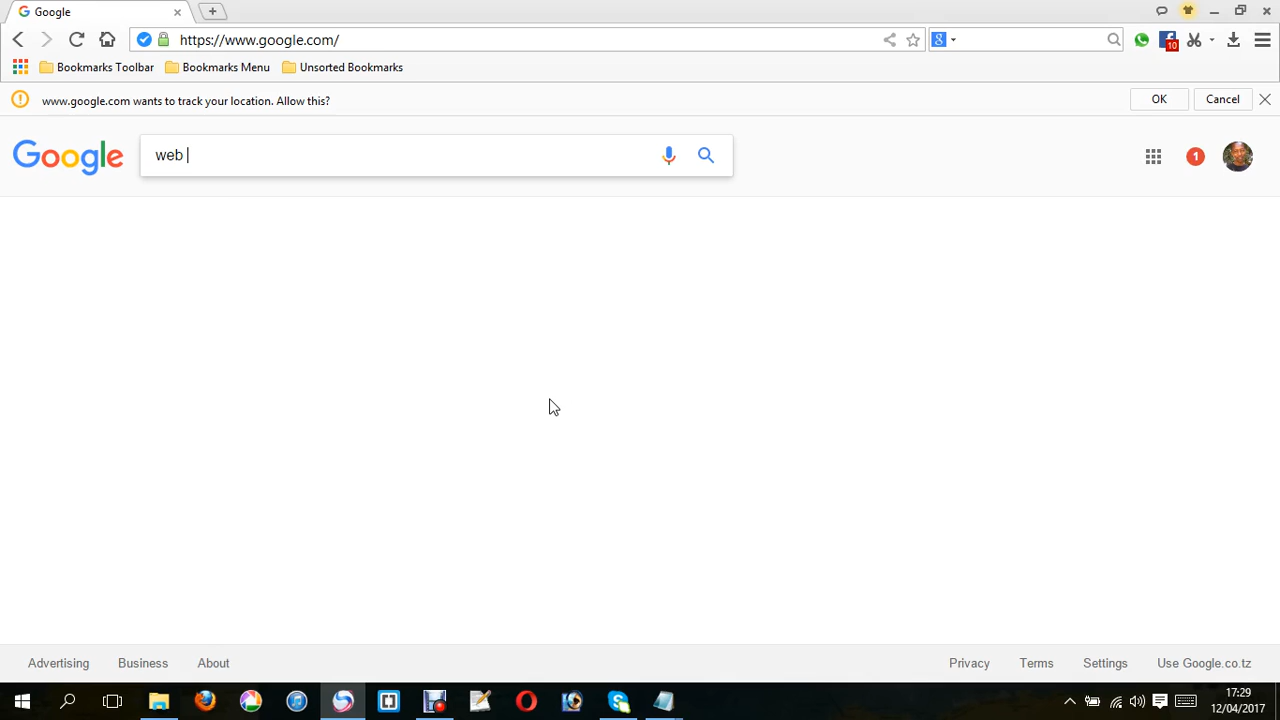 Google
https://www.google.com/
Bookmarks Toolbar Bookmarks Menu Unsorted Bookmarks
10
www.google.com wants to track your location. Allow this? OK Cancel
Google web 1
Advertising Business About Privacy Terms Settings Use Google.co.tz
17:29
12/04/2017